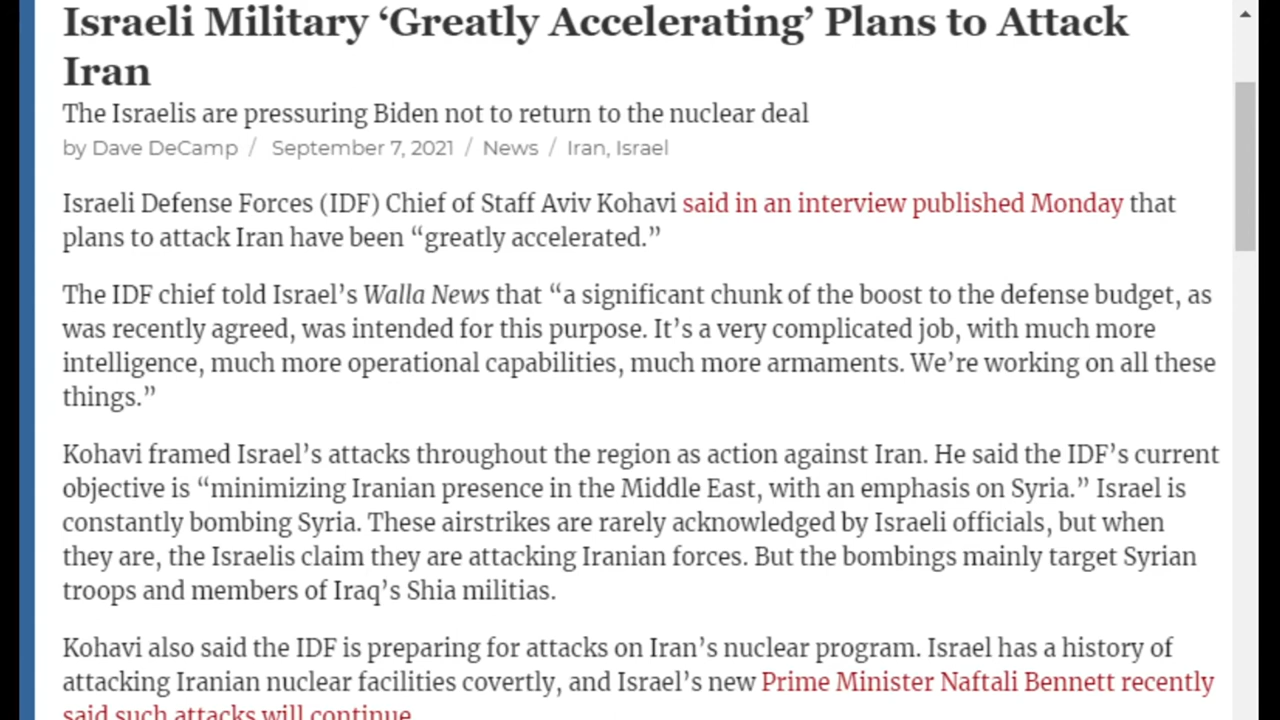 Israeli Military ‘Greatly Accelerating’ Plans to Attack
Iran
The Israelis are pressuring Biden not to return to the nuclear deal
by Dave DeCamp / September 7, 2021 / News / Iran, Israel
Israeli Defense Forces (IDF) Chief of Staff Aviv Kohavi said in an interview published Monday that
plans to attack Iran have been “greatly accelerated.”
The IDF chief told Israel’s Walla News that “a significant chunk of the boost to the defense budget, as
was recently agreed, was intended for this purpose. It’s a very complicated job, with much more
intelligence, much more operational capabilities, much more armaments. We’re working on all these
things.”
Kohavi framed Israel’s attacks throughout the region as action against Iran. He said the IDF’s current
objective is “minimizing Iranian presence in the Middle East, with an emphasis on Syria.” Israel is
constantly bombing Syria. These airstrikes are rarely acknowledged by Israeli officials, but when
they are, the Israelis claim they are attacking Iranian forces. But the bombings mainly target Syrian
troops and members of Iraq’s Shia militias.
Kohavi also said the IDF is preparing for attacks on Iran’s nuclear program. Israel has a history of
attacking Iranian nuclear facilities covertly, and Israel’s new Prime Minister Naftali Bennett recently
said such attacks will continue.